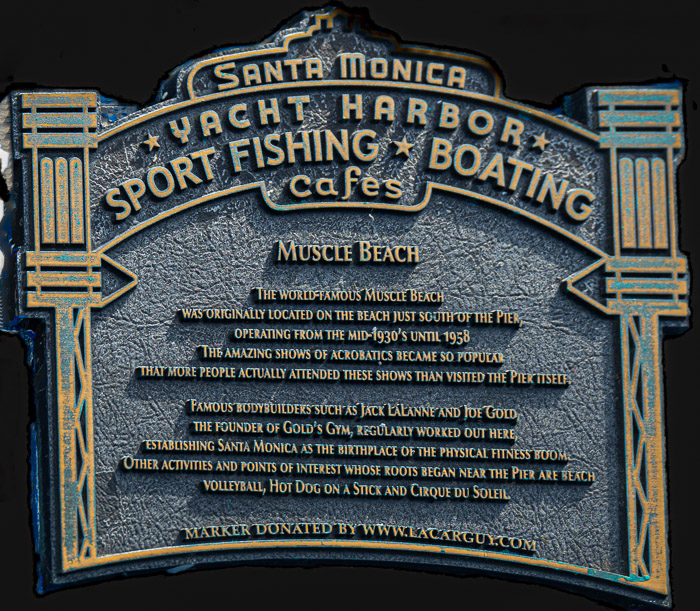 SANTA MONICA
★ YACHT HARBOR ★
SPORT FISHING ★ BOATING
cafes
MUSCLE BEACH
THE WORLD-FAMOUS MUSCLE BEACH
WAS ORIGINALLY LOCATED ON THE BEACH JUST SOUTH OF THE PIER,
OPERATING FROM THE MID-1930'S UNTIL 1958
THE AMAZING SHOWS OF ACROBATICS BECAME SO POPULAR
THAT MORE PEOPLE ACTUALLY ATTENDED THESE SHOWS THAN VISITED THE PIER ITSELF.
FAMOUS BODYBUILDERS SUCH AS JACK LALANNE AND JOE GOLD,
THE FOUNDER OF GOLD'S GYM, REGULARLY WORKED OUT HERE,
ESTABLISHING SANTA MONICA AS THE BIRTHPLACE OF THE PHYSICAL FITNESS BOOM.
OTHER ACTIVITIES AND POINTS OF INTEREST WHOSE ROOTS BEGAN NEAR THE PIER ARE BEACH
VOLLEYBALL, HOT DOG ON A STICK AND CIRQUE DU SOLEIL.
MARKER DONATED BY WWW.LACARGUY.COM